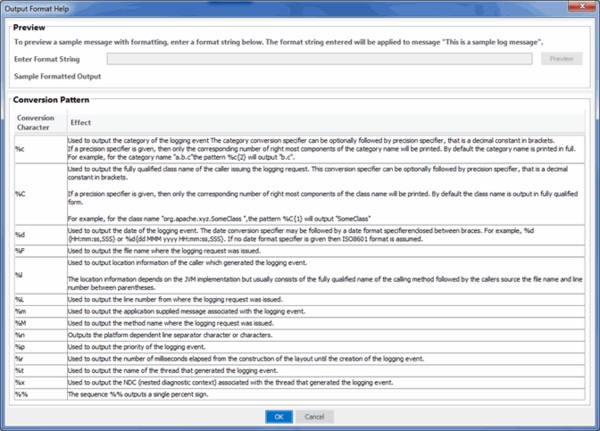 Output Format Help
Preview
To preview a sample message with formatting, enter a format string below. The format string entered will be applied to message "This is a sample log message".
Enter Format String
Preview
Sample Formatted Output
Conversion Pattern
Conversion Character
Effect
%c
Used to output the category of the logging event The category conversion specifier can be optionally followed by precision specifier, that is a decimal constant in brackets.
If a precision specifier is given, then only the corresponding number of right most components of the category name will be printed. By default the category name is printed in full.
For example, for the category name "a.b.c"the pattern %c{2} will output "b.c".
%C
Used to output the fully qualified class name of the caller issuing the logging request. This conversion specifier can be optionally followed by precision specifier, that is a decimal
constant in brackets.
If a precision specifier is given, then only the corresponding number of right most components of the class name will be printed. By default the class name is output in fully qualified
form.
For example, for the class name "org.apache.xyz.SomeClass ",the pattern %C{1} will output "SomeClass"
%d
Used to output the date of the logging event. The date conversion specifier may be followed by a date format specifierenclosed between braces. For example, %d
{HH:mm:ss,SSS} or %d{dd MMM yyyy HH:mm:ss,SSS}. If no date format specifier is given then ISO8601 format is assumed.
%F
Used to output the file name where the logging request was issued.
%l
Used to output location information of the caller which generated the logging event.
The location information depends on the JVM implementation but usually consists of the fully qualified name of the calling method followed by the callers source the file name and line
number between parentheses.
%L
Used to output the line number from where the logging request was issued.
%m
Used to output the application supplied message associated with the logging event.
%M
Used to output the method name where the logging request was issued.
%n
Outputs the platform dependent line separator character or characters.
%p
Used to output the priority of the logging event.
%r
Used to output the number of milliseconds elapsed from the construction of the layout until the creation of the logging event.
%t
Used to output the name of the thread that generated the logging event.
%x
Used to output the NDC (nested diagnostic context) associated with the thread that generated the logging event.
%%
The sequence %% outputs a single percent sign.
OK
Cancel